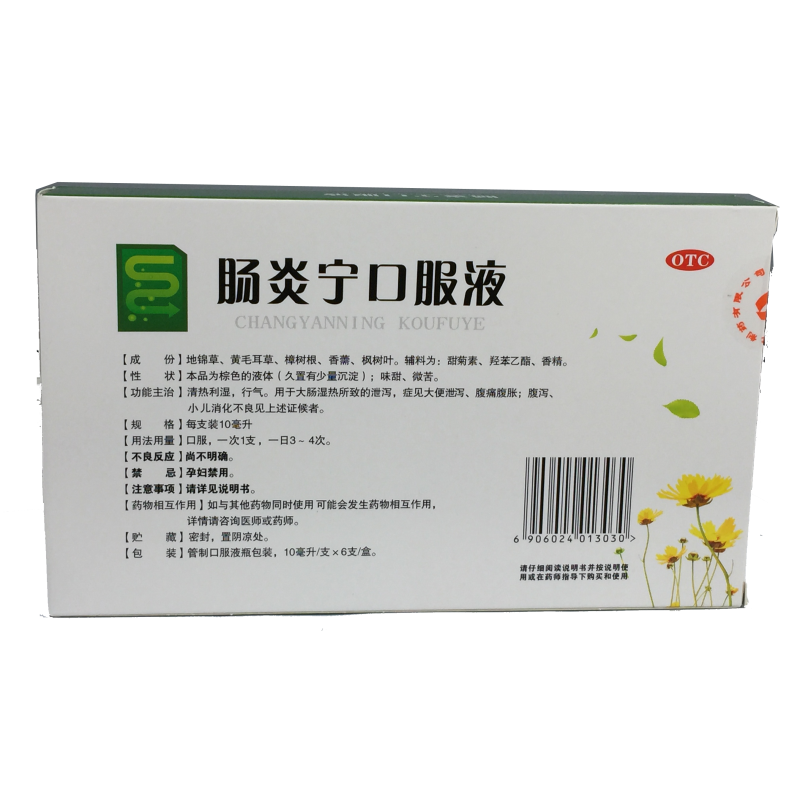 肠炎宁口服液
OTC
CHANGYANNING KOUFUYE
【成　份】地锦草、黄毛耳草、樟树根、香薷、枫树叶。辅料为：甜菊素、羟苯乙酯、香精。
【性　状】本品为棕色的液体（久置有少量沉淀）；味甜、微苦。
【功能主治】清热利湿，行气。用于大肠湿热所致的泄泻，症见大便泄泻、腹痛腹胀；腹泻、
小儿消化不良见上述证候者。
【规　格】每支装10毫升
【用法用量】口服，一次1支，一日3～4次。
【不良反应】尚不明确。
【禁　忌】孕妇禁用。
【注意事项】请详见说明书。
【药物相互作用】如与其他药物同时使用可能会发生药物相互作用，
详情请咨询医师或药师。
【贮　藏】密封，置阴凉处。
【包　装】管制口服液瓶包装，10毫升/支×6支/盒。
6 906024 013030>
请仔细阅读说明书并按说明使
用或在药师指导下购买和使用